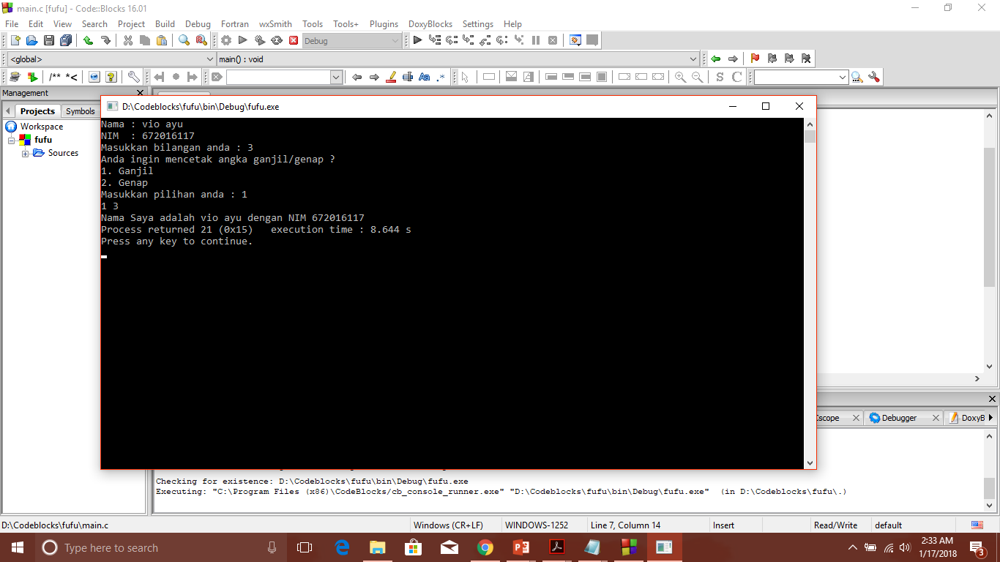 main.c [fufu] - Code::Blocks 16.01
File Edit View Search Project Build Debug Fortran wxSmith Tools Tools+ Plugins DoxyBlocks Settings Help
Debug
<global> main() : void
/** *< Aa .* S C
Management
Projects Symbols
Workspace
fufu
Sources
D:\Codeblocks\fufu\bin\Debug\fufu.exe
Nama : vio ayu
NIM  : 672016117
Masukkan bilangan anda : 3
Anda ingin mencetak angka ganjil/genap ?
1. Ganjil
2. Genap
Masukkan pilihan anda : 1
1 3
Nama Saya adalah vio ayu dengan NIM 672016117
Process returned 21 (0x15)   execution time : 8.644 s
Press any key to continue.
Cscope Debugger DoxyB
Checking for existence: D:\Codeblocks\fufu\bin\Debug\fufu.exe
Executing: "C:\Program Files (x86)\CodeBlocks/cb_console_runner.exe" "D:\Codeblocks\fufu\bin\Debug\fufu.exe"  (in D:\Codeblocks\fufu\.)
D:\Codeblocks\fufu\main.c Windows (CR+LF) WINDOWS-1252 Line 7, Column 14 Insert Read/Write default
Type here to search
2:33 AM
1/17/2018
3